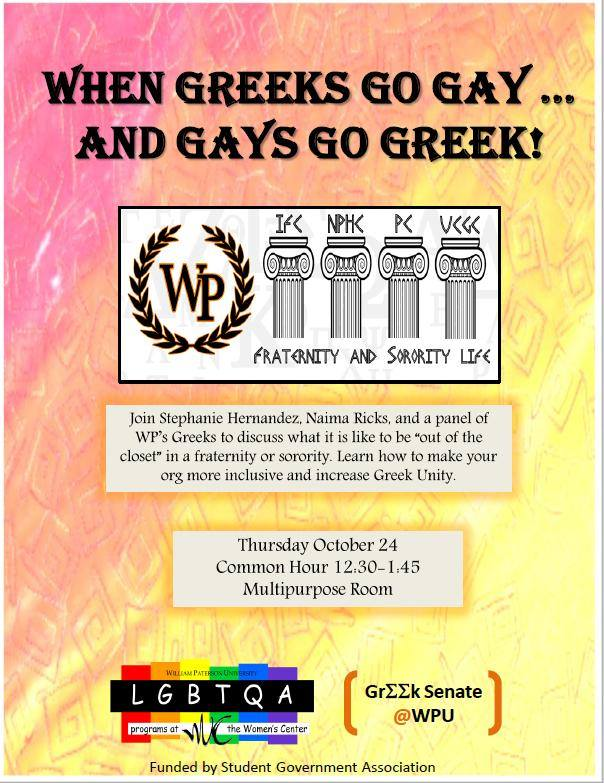 WHEN GREEKS GO GAY ...
AND GAYS GO GREEK!
WP
IFC NPHC PC UCGC
FRATERNITY AND SORORITY LIFE
Join Stephanie Hernandez, Naima Ricks, and a panel of
WP's Greeks to discuss what it is like to be "out of the
closet" in a fraternity or sorority. Learn how to make your
org more inclusive and increase Greek Unity.
Thursday October 24
Common Hour 12:30-1:45
Multipurpose Room
WILLIAM PATERSON UNIVERSITY
L G B T Q A
programs at WC the Women's Center
GrΣΣk Senate
@WPU
Funded by Student Government Association